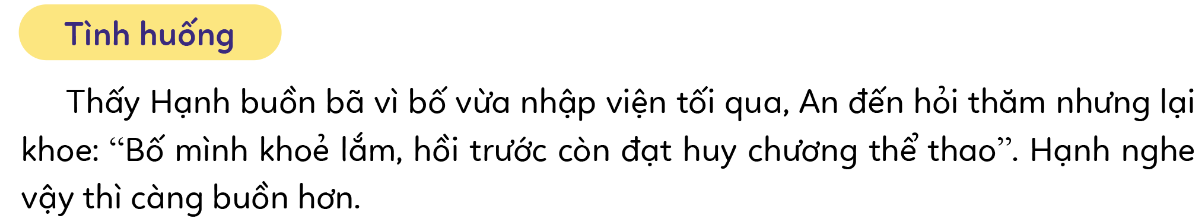 Tình huống
Thấy Hạnh buồn bã vì bố vừa nhập viện tối qua, An đến hỏi thăm nhưng lại
khoe: “Bố mình khoẻ lắm, hồi trước còn đạt huy chương thể thao”. Hạnh nghe
vậy thì càng buồn hơn.